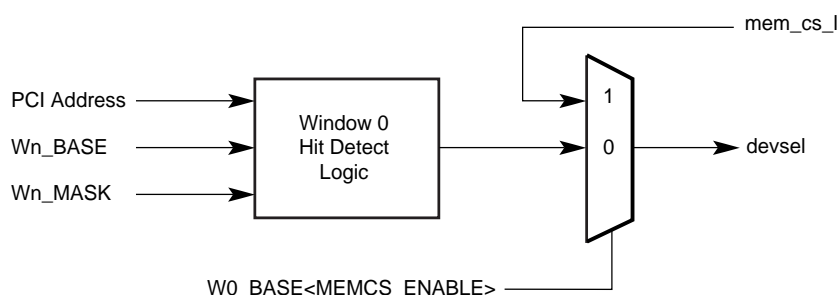 mem_cs_l
PCI Address
Wn_BASE
Wn_MASK
Window 0
Hit Detect
Logic
1
0
devsel
W0_BASE<MEMCS_ENABLE>